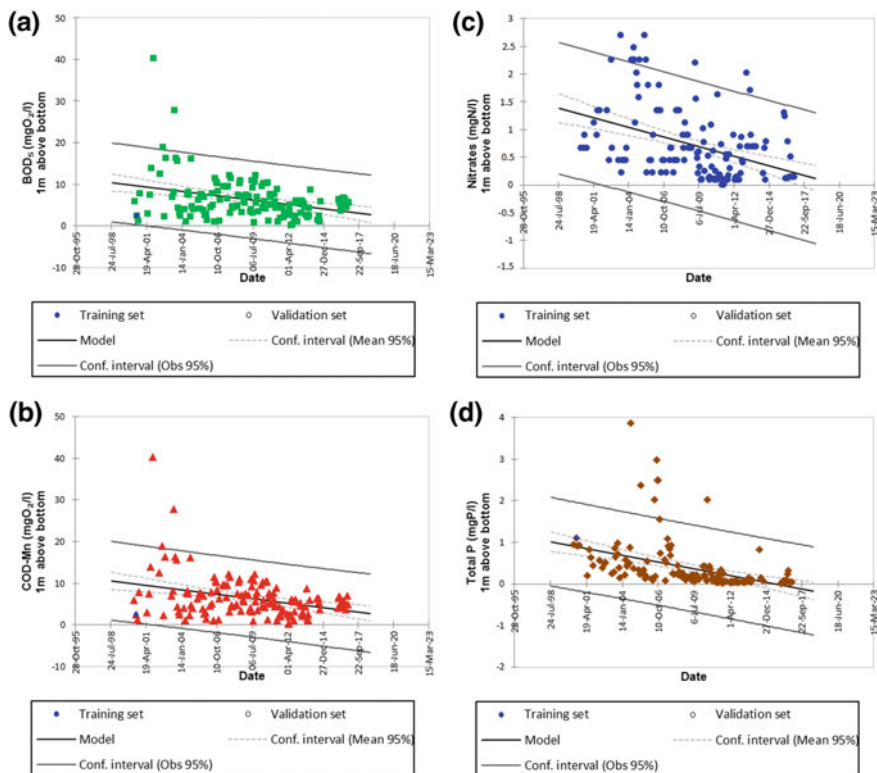 (a)
BOD₅ (mgO₂/l)
1m above bottom
50
40
30
20
10
0
-10
28-Oct-95
24-Jul-98
19-Apr-01
14-Jan-04
10-Oct-06
06-Jul-09
01-Apr-12
27-Dec-14
22-Sep-17
18-Jun-20
15-Mar-23
Date
Training set
Validation set
Model
Conf. interval (Mean 95%)
Conf. interval (Obs 95%)
(c)
Nitrates (mgN/l)
1m above bottom
3
2.5
2
1.5
1
0.5
0
-0.5
-1
-1.5
28-Oct-95
24-Jul-98
19-Apr-01
14-Jan-04
10-Oct-06
6-Jul-09
1-Apr-12
27-Dec-14
22-Sep-17
18-Jun-20
15-Mar-23
Date
Training set
Validation set
Model
Conf. interval (Mean 95%)
Conf. interval (Obs 95%)
(b)
COD-Mn (mgO₂/l)
1m above bottom
50
40
30
20
10
0
-10
28-Oct-95
24-Jul-98
19-Apr-01
14-Jan-04
10-Oct-06
06-Jul-09
01-Apr-12
27-Dec-14
22-Sep-17
18-Jun-20
15-Mar-23
Date
Training set
Validation set
Model
Conf. interval (Mean 95%)
Conf. interval (Obs 95%)
(d)
Total P (mgP/l)
1m above bottom
4
3
2
1
0
-1
-2
28-Oct-95
24-Jul-98
19-Apr-01
14-Jan-04
10-Oct-06
6-Jul-09
1-Apr-12
27-Dec-14
22-Sep-17
18-Jun-20
15-Mar-23
Date
Training set
Validation set
Model
Conf. interval (Mean 95%)
Conf. interval (Obs 95%)